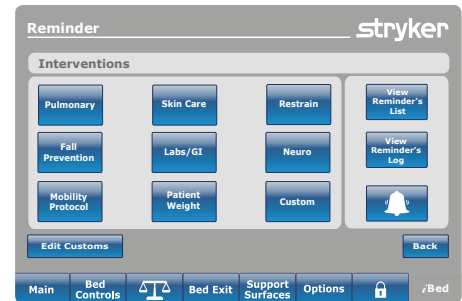 Reminder
stryker
Interventions
Pulmonary
Skin Care
Restrain
View
Reminder's
List
Fall
Prevention
Labs/GI
Neuro
View
Reminder's
Log
Mobility
Protocol
Patient
Weight
Custom
Edit Customs
Back
Main
Bed
Controls
Bed Exit
Support
Surfaces
Options
iBed